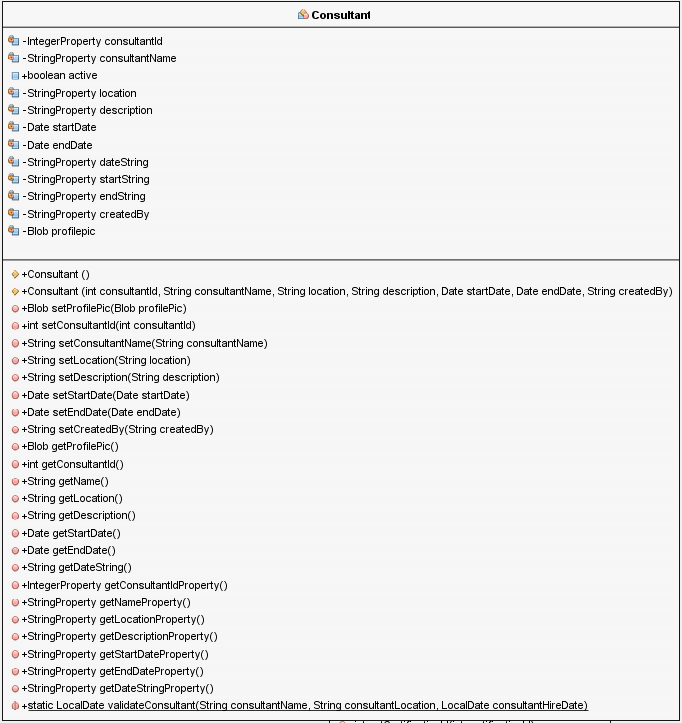 Consultant
-IntegerProperty consultantId
-StringProperty consultantName
+boolean active
-StringProperty location
-StringProperty description
-Date startDate
-Date endDate
-StringProperty dateString
-StringProperty startString
-StringProperty endString
-StringProperty createdBy
-Blob profilepic
+Consultant ()
+Consultant (int consultantId, String consultantName, String location, String description, Date startDate, Date endDate, String createdBy)
+Blob setProfilePic(Blob profilePic)
+int setConsultantId(int consultantId)
+String setConsultantName(String consultantName)
+String setLocation(String location)
+String setDescription(String description)
+Date setStartDate(Date startDate)
+Date setEndDate(Date endDate)
+String setCreatedBy(String createdBy)
+Blob getProfilePic()
+int getConsultantId()
+String getName()
+String getLocation()
+String getDescription()
+Date getStartDate()
+Date getEndDate()
+String getDateString()
+IntegerProperty getConsultantIdProperty()
+StringProperty getNameProperty()
+StringProperty getLocationProperty()
+StringProperty getDescriptionProperty()
+StringProperty getStartDateProperty()
+StringProperty getEndDateProperty()
+StringProperty getDateStringProperty()
+static LocalDate validateConsultant(String consultantName, String consultantLocation, LocalDate consultantHireDate)